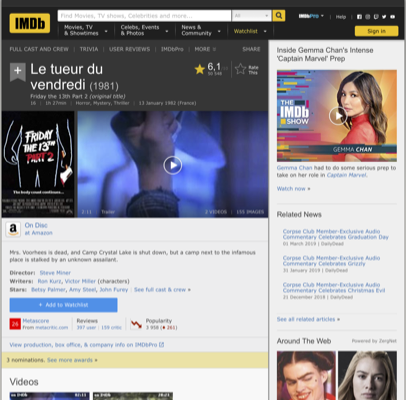 IMDb
Find Movies, TV shows, Celebrities and more...
All
IMDbPro
Help
Movies, TV
& Showtimes
Celebs, Events
& Photos
News &
Community
Watchlist
Sign in
FULL CAST AND CREW | TRIVIA | USER REVIEWS | IMDbPro | MORE
SHARE
Le tueur du
vendredi (1981)
Friday the 13th Part 2 (original title)
16 | 1h 27min | Horror, Mystery, Thriller | 13 January 1982 (France)
6,1
Rate
This
FRIDAY
THE 13TH
PART 2
The body count continues...
Trailer
2 VIDEOS | 155 IMAGES
a
On Disc
at Amazon
Mrs. Voorhees is dead, and Camp Crystal Lake is shut down, but a camp next to the infamous
place is stalked by an unknown assailant.
Director: Steve Miner
Writers: Ron Kurz, Victor Miller (characters)
Stars: Betsy Palmer, Amy Steel, John Furey | See full cast & crew »
+ Add to Watchlist
Metascore
From metacritic.com
Reviews
397 user | 159 critic
Popularity
3 958 (261)
View production, box office, & company info on IMDbPro
3 nominations. See more awards »
Videos
Inside Gemma Chan's Intense
'Captain Marvel' Prep
THE
IMDb
SHOW
GEMMA CHAN
Gemma Chan had to do some serious prep to
take on her role in Captain Marvel.
Watch now »
Related News
Corpse Club Member-Exclusive Audio
Commentary Celebrates Graduation Day
01 March 2019 | DailyDead
Corpse Club Member-Exclusive Audio
Commentary Celebrates Grizzly
31 January 2019 | DailyDead
Corpse Club Member-Exclusive Audio
Commentary Celebrates Christmas Evil
21 December 2018 | DailyDead
See all related articles »
Around The Web
Powered by ZergNet